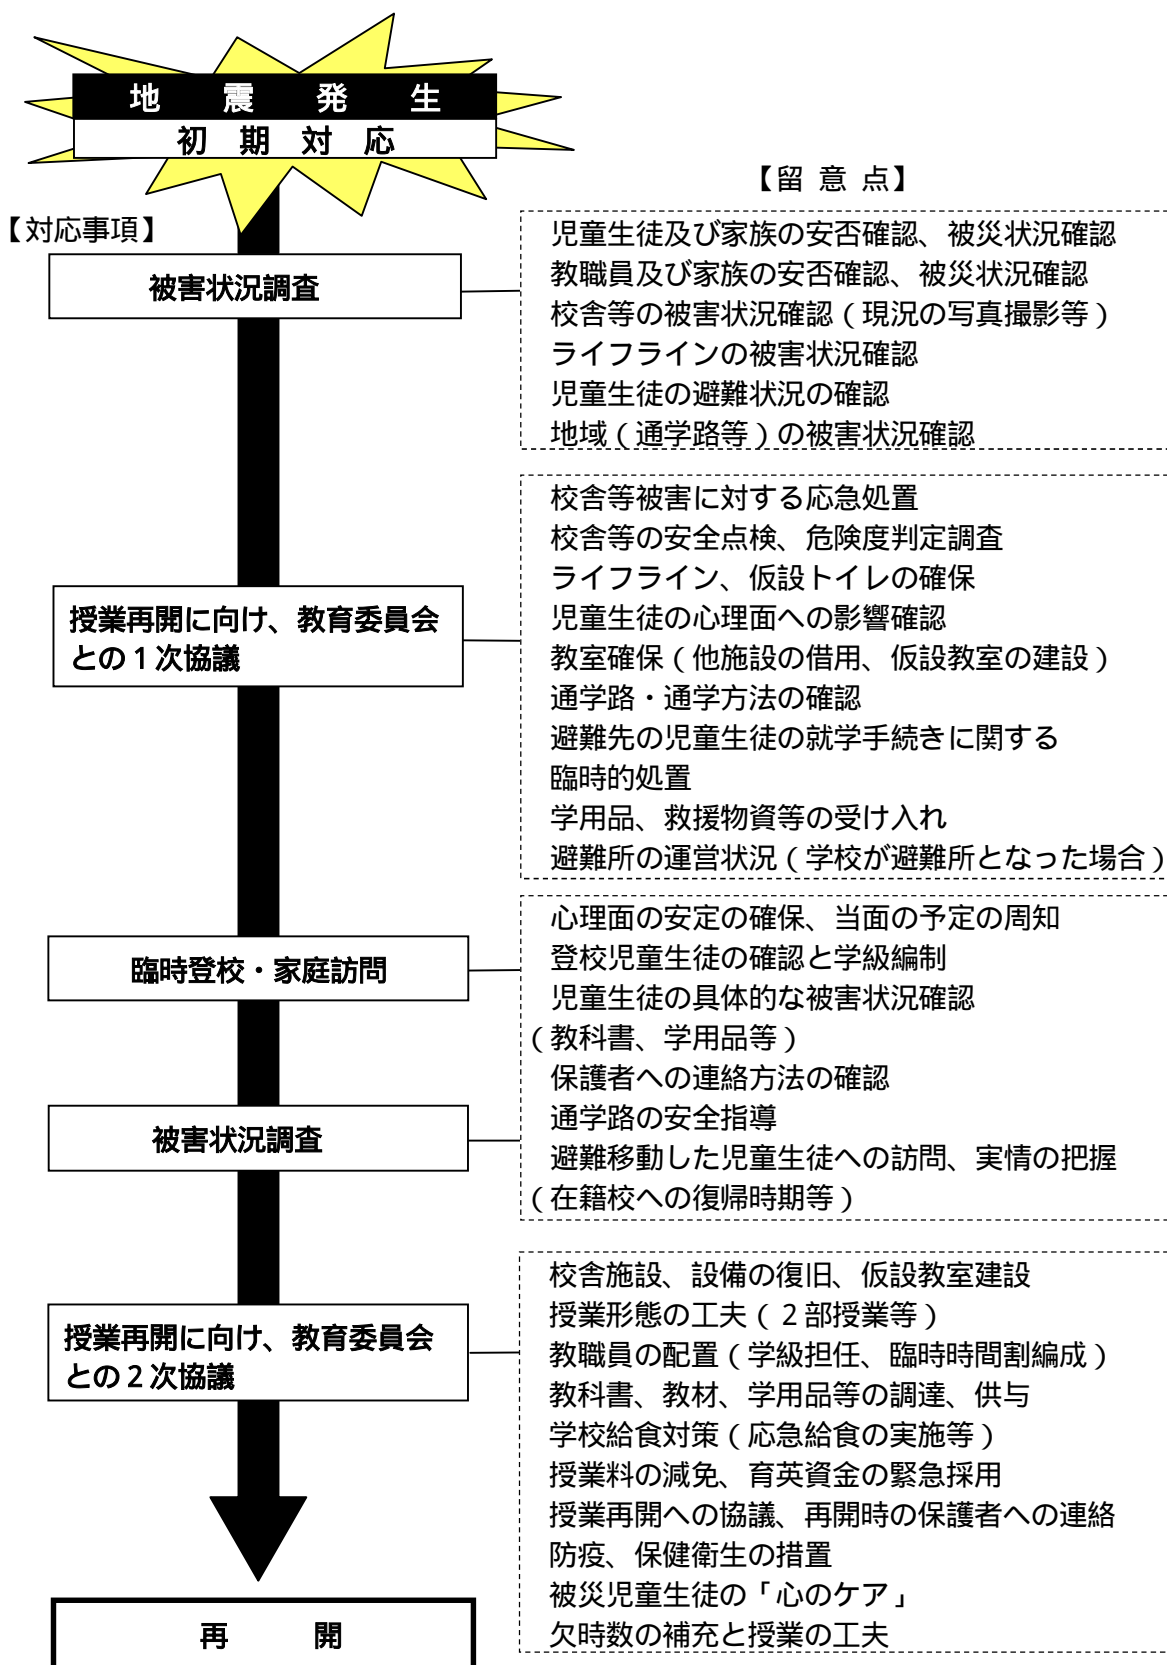 地震発生
初期対応
【留意点】
【対応事項】
被害状況調査
児童生徒及び家族の安否確認、被災状況確認
教職員及び家族の安否確認、被災状況確認
校舎等の被害状況確認（現況の写真撮影等）
ライフラインの被害状況確認
児童生徒の避難状況の確認
地域（通学路等）の被害状況確認
授業再開に向け、教育委員会
との１次協議
校舎等被害に対する応急処置
校舎等の安全点検、危険度判定調査
ライフライン、仮設トイレの確保
児童生徒の心理面への影響確認
教室確保（他施設の借用、仮設教室の建設）
通学路・通学方法の確認
避難先の児童生徒の就学手続きに関する
臨時的処置
学用品、救援物資等の受け入れ
避難所の運営状況（学校が避難所となった場合）
臨時登校・家庭訪問
被害状況調査
心理面の安定の確保、当面の予定の周知
登校児童生徒の確認と学級編制
児童生徒の具体的な被害状況確認
（教科書、学用品等）
保護者への連絡方法の確認
通学路の安全指導
避難移動した児童生徒への訪問、実情の把握
（在籍校への復帰時期等）
授業再開に向け、教育委員会
との２次協議
校舎施設、設備の復旧、仮設教室建設
授業形態の工夫（２部授業等）
教職員の配置（学級担任、臨時時間割編成）
教科書、教材、学用品等の調達、供与
学校給食対策（応急給食の実施等）
授業料の減免、育英資金の緊急採用
授業再開への協議、再開時の保護者への連絡
防疫、保健衛生の措置
被災児童生徒の「心のケア」
欠時数の補充と授業の工夫
再開